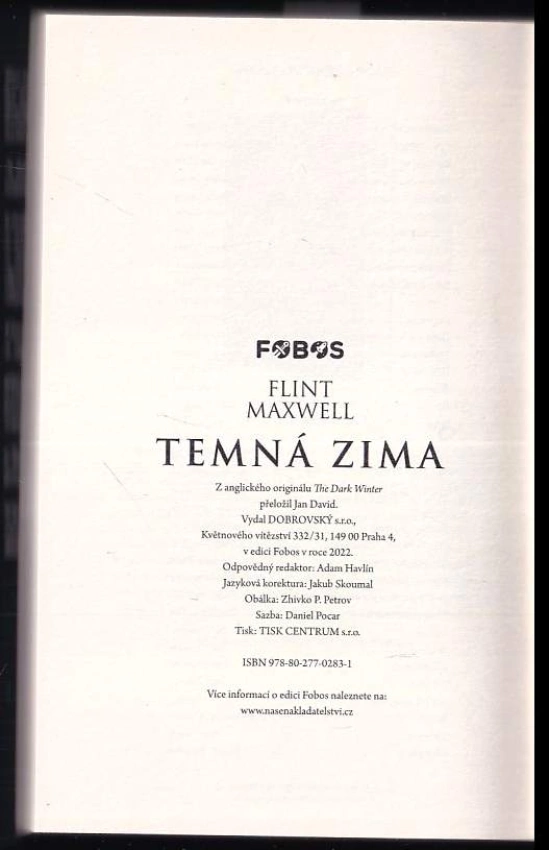 FOBOS
FLINT
MAXWELL
TEMNÁ ZIMA
Z anglického originálu The Dark Winter
přeložil Jan David.
Vydal DOBROVSKÝ s.r.o.,
Květnového vítězství 332/31, 149 00 Praha 4,
v edici Fobos v roce 2022.
Odpovědný redaktor: Adam Havlín
Jazyková korektura: Jakub Skoumal
Obálka: Zhivko P. Petrov
Sazba: Daniel Pocar
Tisk: TISK CENTRUM s.r.o.
ISBN 978-80-277-0283-1
Více informací o edici Fobos naleznete na:
www.nasenakladatelstvi.cz